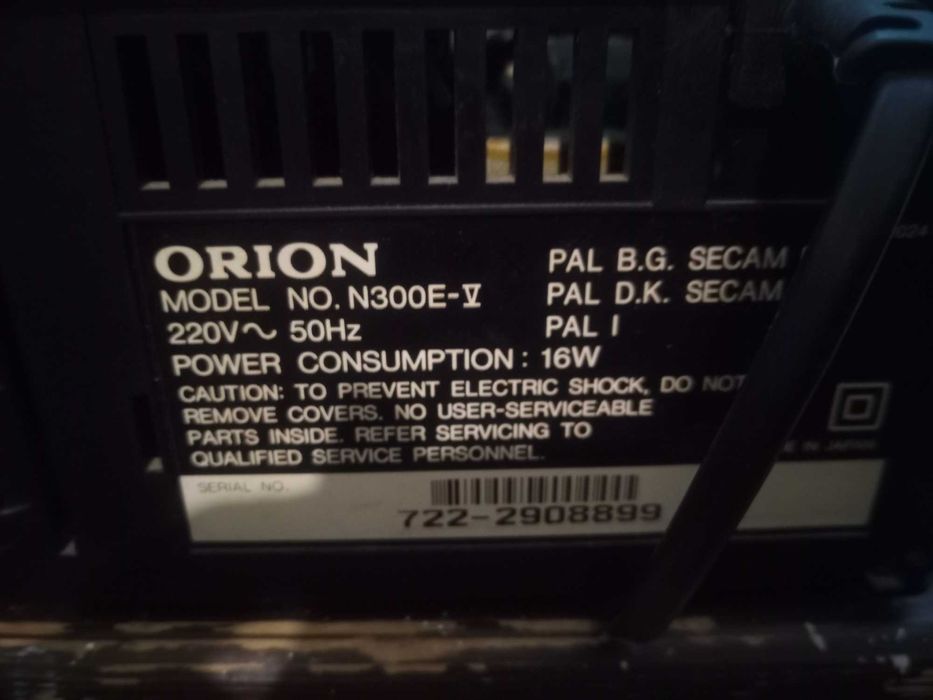 ORION
MODEL NO. N300E-V
220V~ 50Hz
POWER CONSUMPTION: 16W
PAL B.G. SECAM
PAL D.K. SECAM
PAL I
CAUTION: TO PREVENT ELECTRIC SHOCK, DO NOT
REMOVE COVERS. NO USER-SERVICEABLE
PARTS INSIDE. REFER SERVICING TO
QUALIFIED SERVICE PERSONNEL.
IN JAPAN
SERIAL NO.
722-2908899